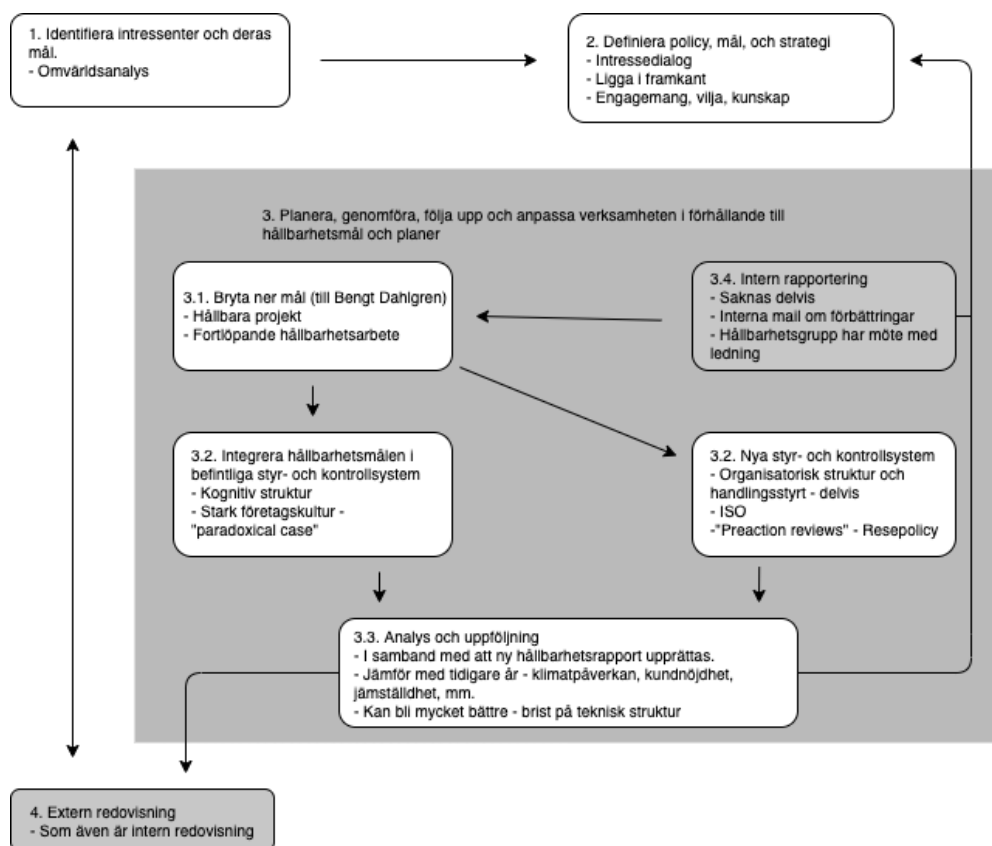 1. Identifiera intressenter och deras
mål.
- Omvärldsanalys
2. Definiera policy, mål, och strategi
- Intressedialog
- Ligga i framkant
- Engagemang, vilja, kunskap
3. Planera, genomföra, följa upp och anpassa verksamheten i förhållande till
hållbarhetsmål och planer
3.1. Bryta ner mål (till Bengt Dahlgren)
- Hållbara projekt
- Fortlöpande hållbarhetsarbete
3.4. Intern rapportering
- Saknas delvis
- Interna mail om förbättringar
- Hållbarhetsgrupp har möte med
ledning
3.2. Integrera hållbarhetsmålen i
befintliga styr- och kontrollsystem
- Kognitiv struktur
- Stark företagskultur -
"paradoxical case"
3.2. Nya styr- och kontrollsystem
- Organisatorisk struktur och
handlingsstyrt - delvis
- ISO
-"Preaction reviews" - Resepolicy
3.3. Analys och uppföljning
- I samband med att ny hållbarhetsrapport upprättas.
- Jämför med tidigare år - klimatpåverkan, kundnöjdhet,
jämställdhet, mm.
- Kan bli mycket bättre - brist på teknisk struktur
4. Extern redovisning
- Som även är intern redovisning